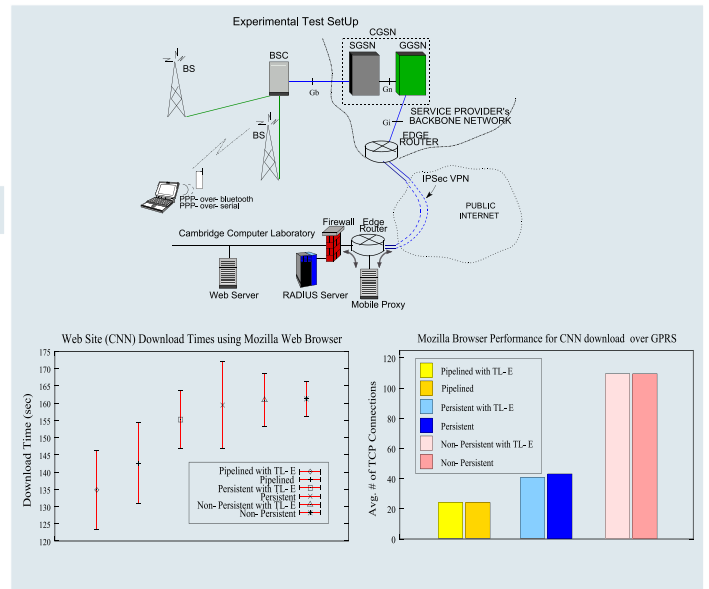 Experimental Test SetUp
CGSN
SGSN
GGSN
BSC
BS
Gb
Gn
SERVICE PROVIDER's
BACKBONE NETWORK
Gi
EDGE
ROUTER
BS
IPSec VPN
PUBLIC
INTERNET
PPP- over- bluetooth
PPP- over- serial
Firewall
Edge
Router
Cambridge Computer Laboratory
Web Server
RADIUS Server
Mobile Proxy
Web Site (CNN) Download Times using Mozilla Web Browser
Download Time (sec)
175
170
165
160
155
150
145
140
135
130
125
120
Pipelined with TL- E
Pipelined
Persistent with TL- E
Persistent
Non- Persistent with TL- E
Non- Persistent
Mozilla Browser Performance for CNN download over GPRS
Avg. # of TCP Connections
120
100
80
60
40
20
0
Pipelined with TL- E
Pipelined
Persistent with TL- E
Persistent
Non- Persistent with TL- E
Non- Persistent